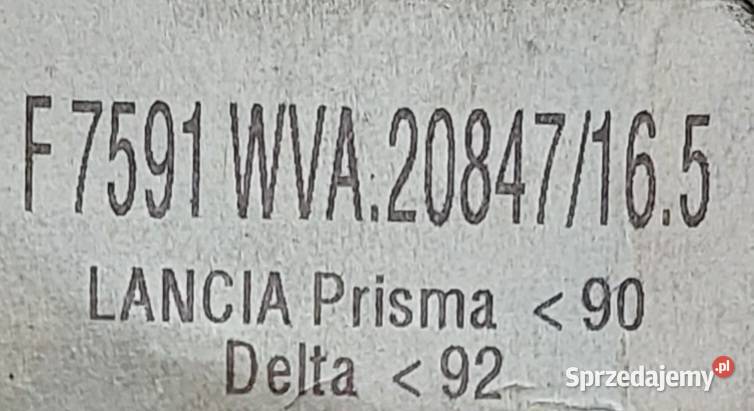 F 7591 WVA.20847/16.5
LANCIA Prisma < 90
Delta < 92
Sprzedajemy.pl